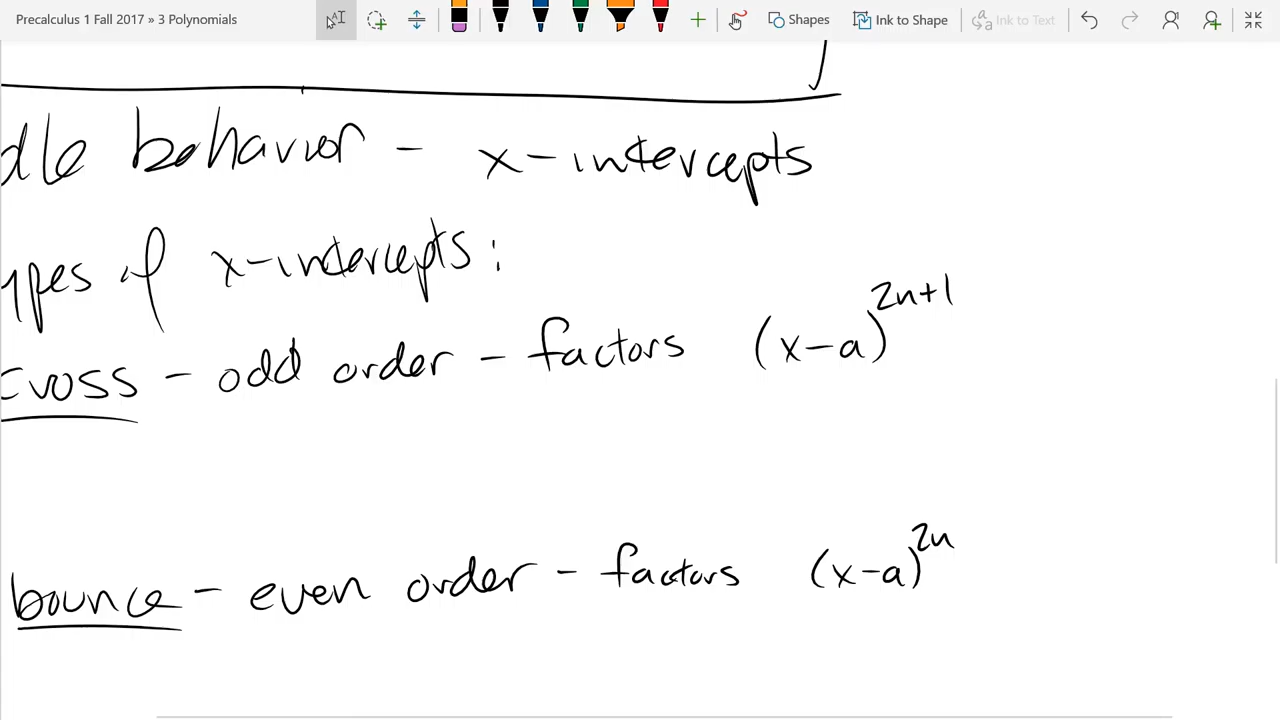 Precalculus 1 Fall 2017 » 3 Polynomials
Shapes
Ink to Shape
Ink to Text
dle behavior - x-intercepts
ypes of x-intercepts:
cross - odd order - factors (x-a)^2n+1
bounce - even order - factors (x-a)^2n